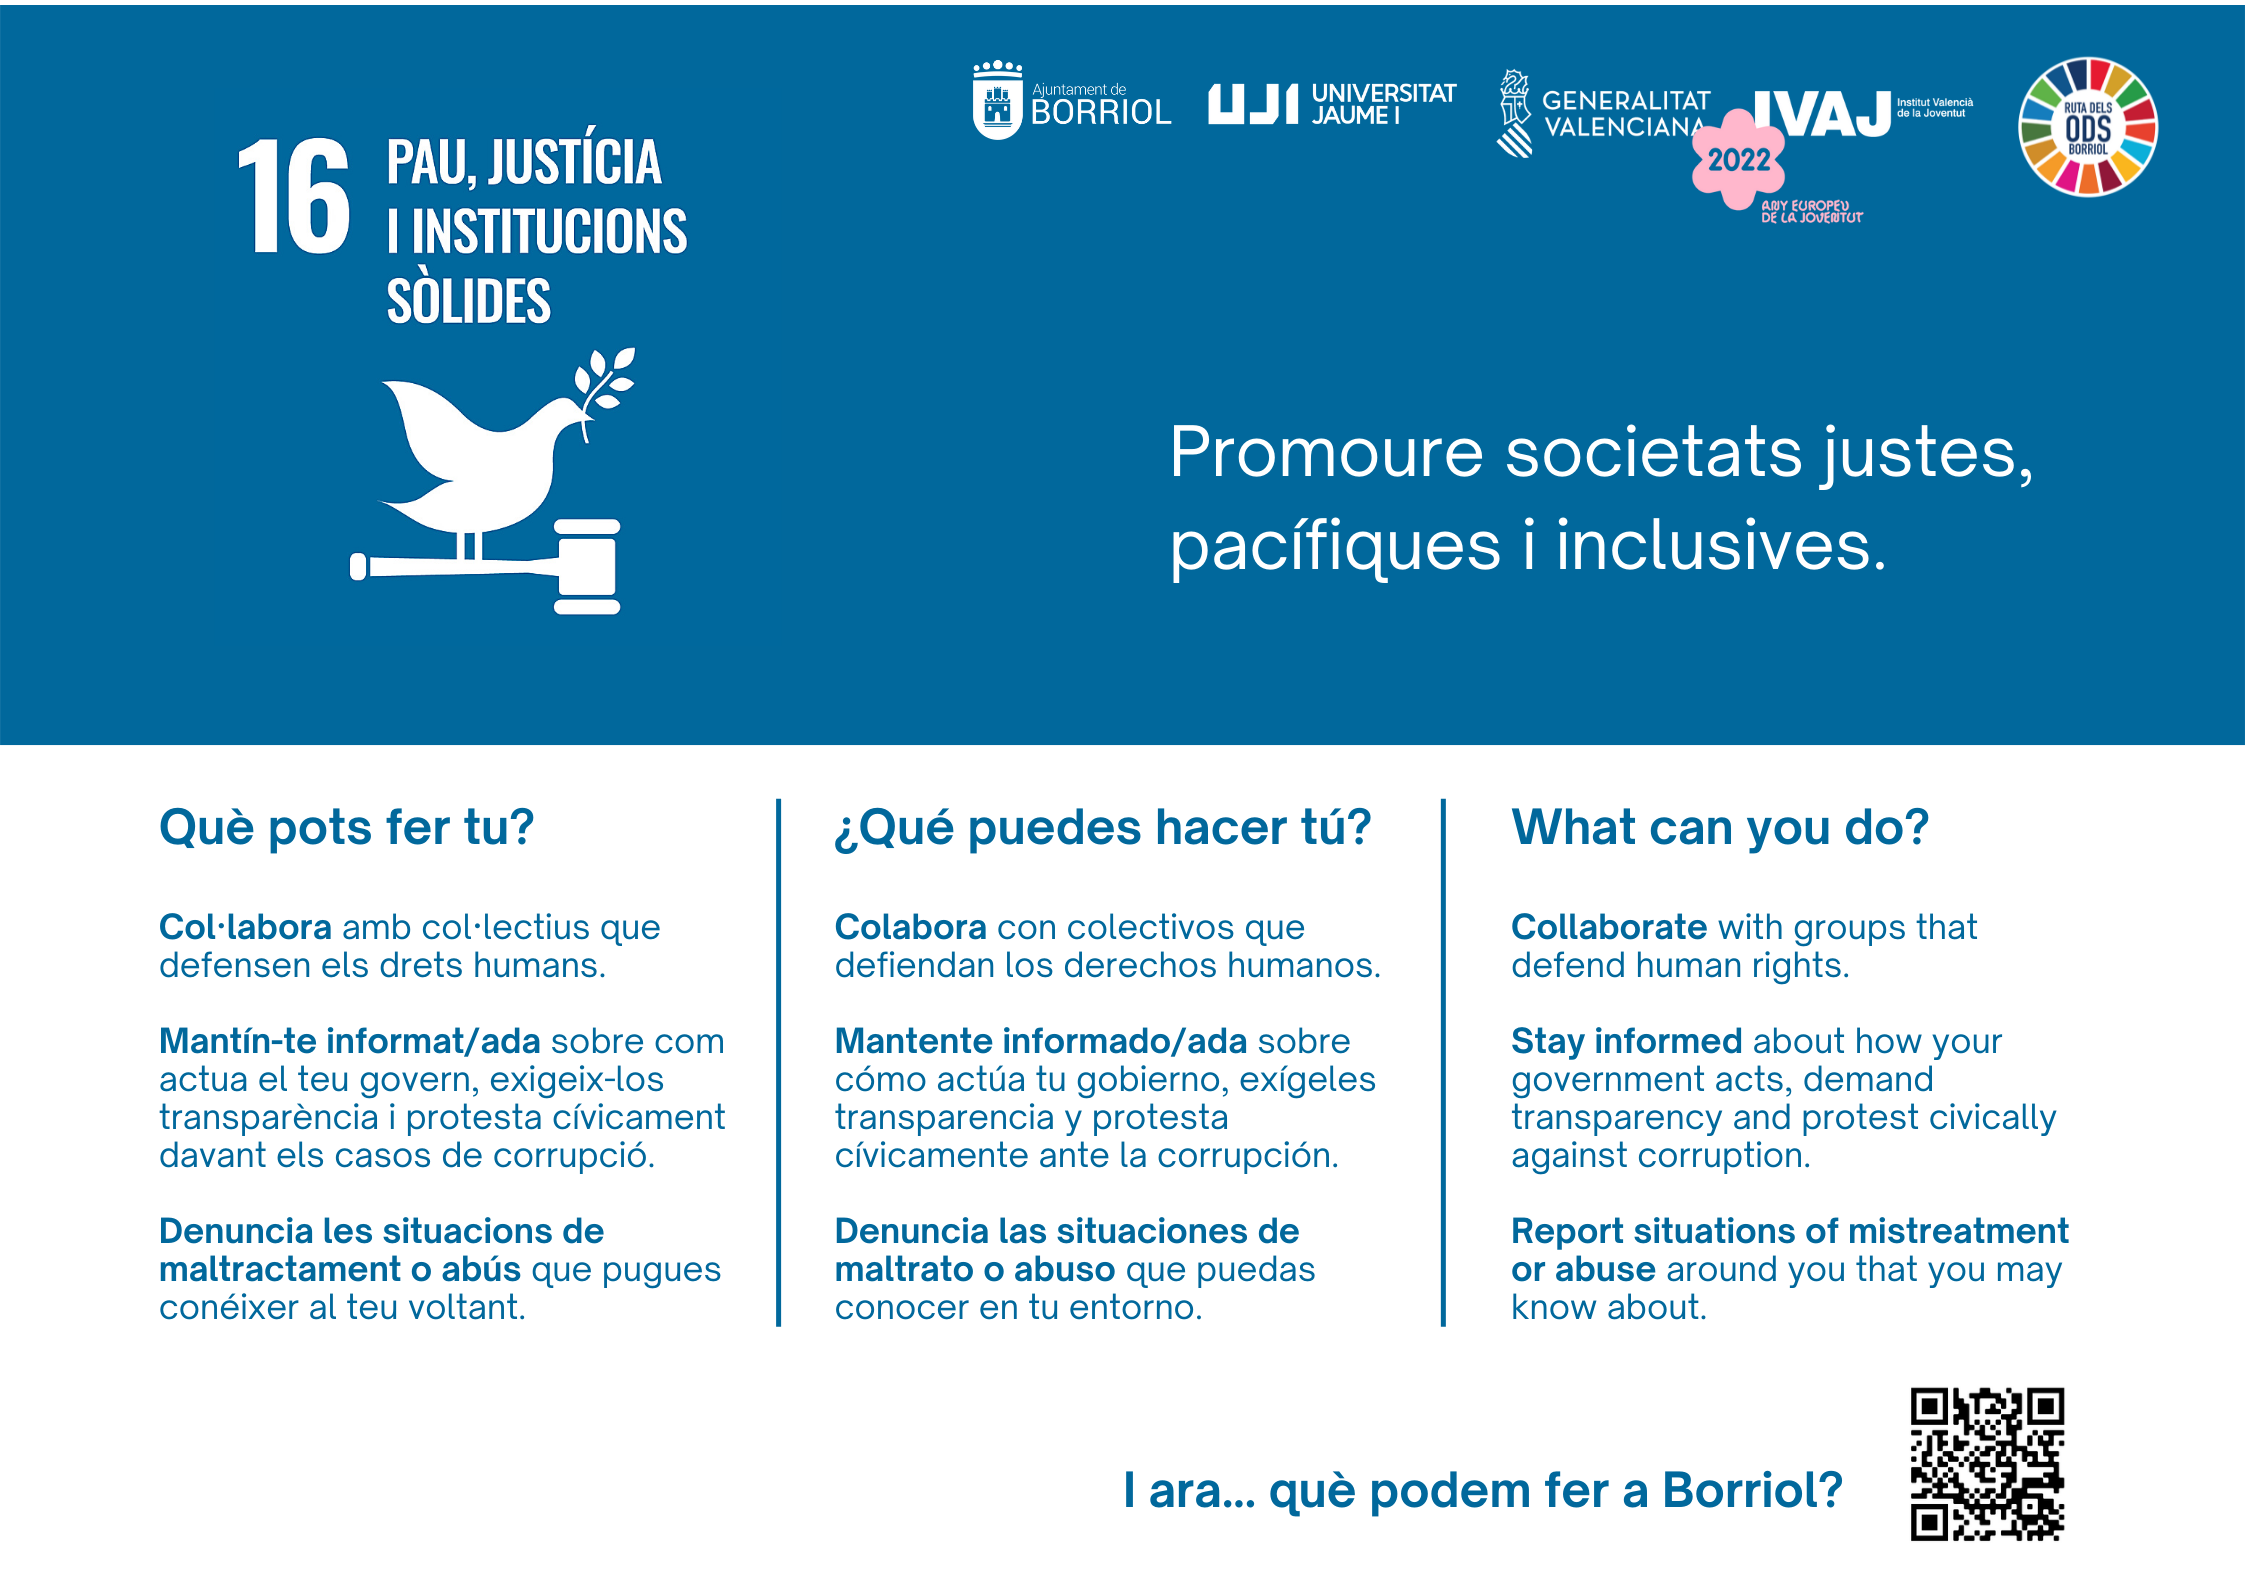 Ajuntament de
BORRIOL
UJI UNIVERSITAT
JAUME I
GENERALITAT
VALENCIANA
IVAJ Institut Valencià
de la Joventut
2022
ANY EUROPEU
DE LA JOVENTUT
RUTA DELS
ODS
BORRIOL
16 PAU, JUSTÍCIA
I INSTITUCIONS
SÒLIDES
Promoure societats justes,
pacífiques i inclusives.
Què pots fer tu?
Col·labora amb col·lectius que
defensen els drets humans.
Mantín-te informat/ada sobre com
actua el teu govern, exigeix-los
transparència i protesta cívicament
davant els casos de corrupció.
Denuncia les situacions de
maltractament o abús que pugues
conéixer al teu voltant.
¿Qué puedes hacer tú?
Colabora con colectivos que
defiendan los derechos humanos.
Mantente informado/ada sobre
cómo actúa tu gobierno, exígeles
transparencia y protesta
cívicamente ante la corrupción.
Denuncia las situaciones de
maltrato o abuso que puedas
conocer en tu entorno.
What can you do?
Collaborate with groups that
defend human rights.
Stay informed about how your
government acts, demand
transparency and protest civically
against corruption.
Report situations of mistreatment
or abuse around you that you may
know about.
I ara... què podem fer a Borriol?